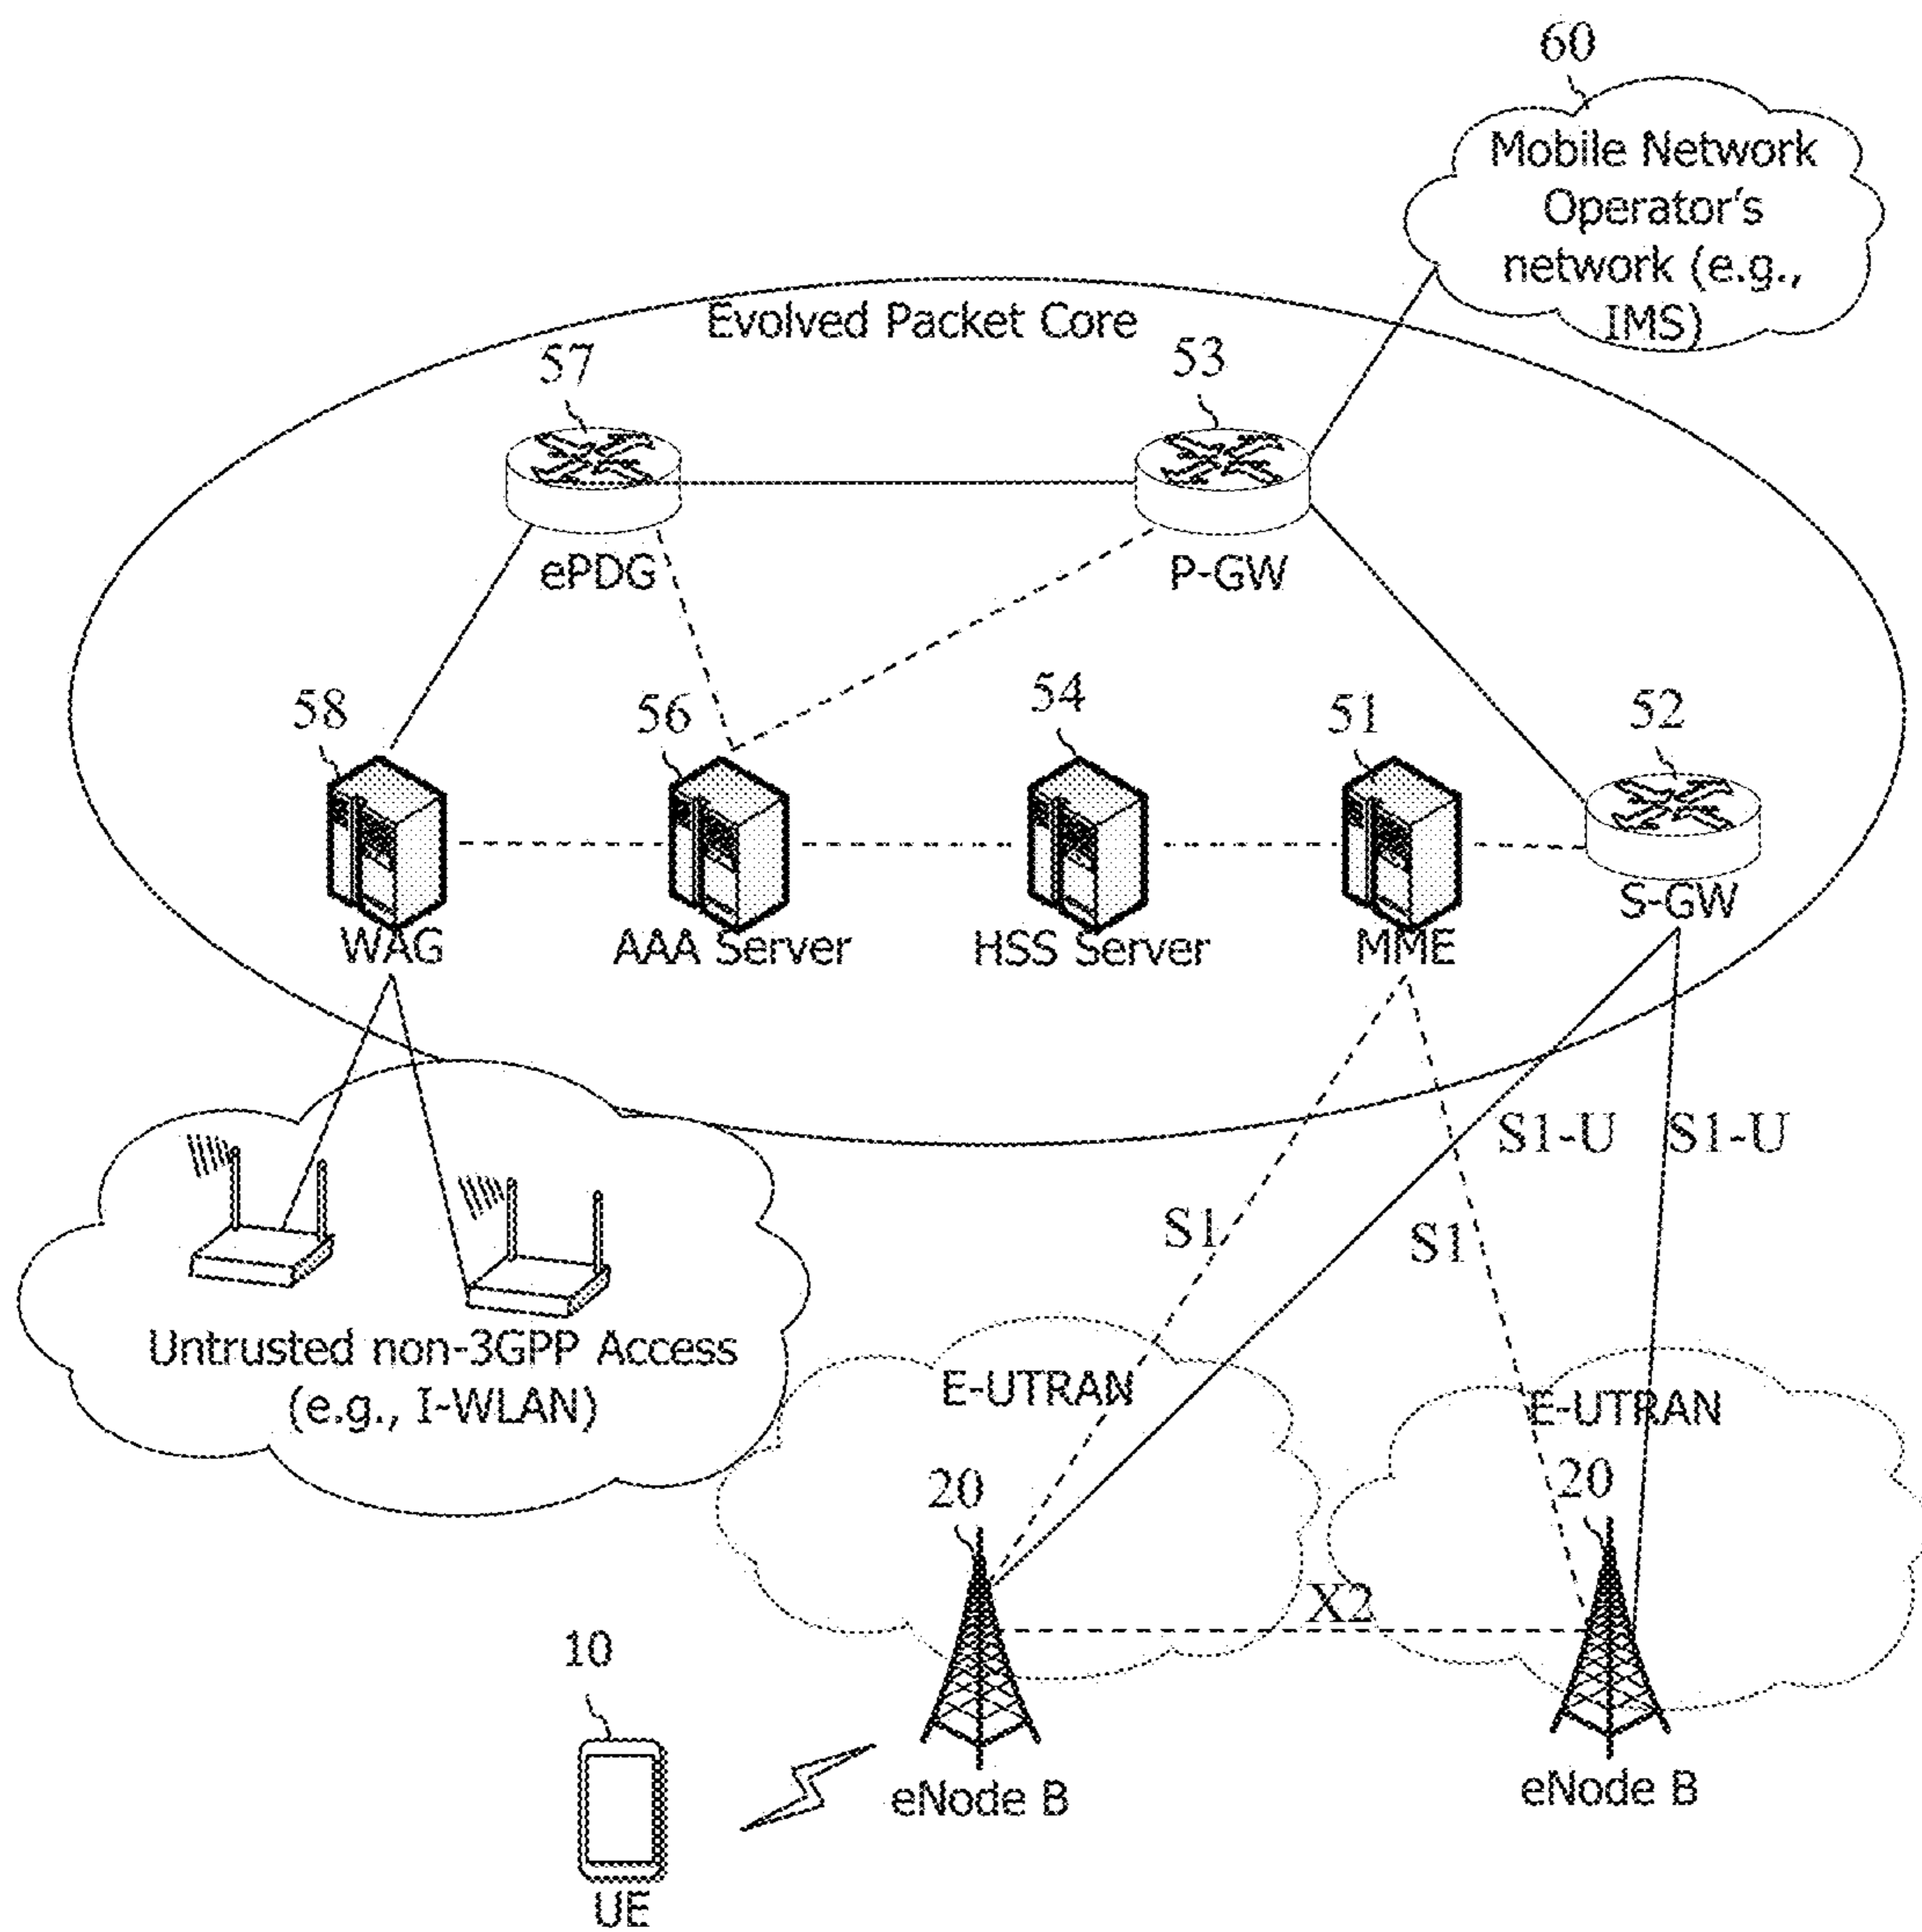 60
Mobile Network
Operator's
network (e.g.,
IMS)
Evolved Packet Core
57
53
ePDG
P-GW
58
56
54
51
52
WAG
AAA Server
HSS Server
MME
S-GW
S1-U
S1-U
S1
S1
Untrusted non-3GPP Access
(e.g., I-WLAN)
E-UTRAN
E-UTRAN
20
20
X2
10
eNode B
eNode B
UE